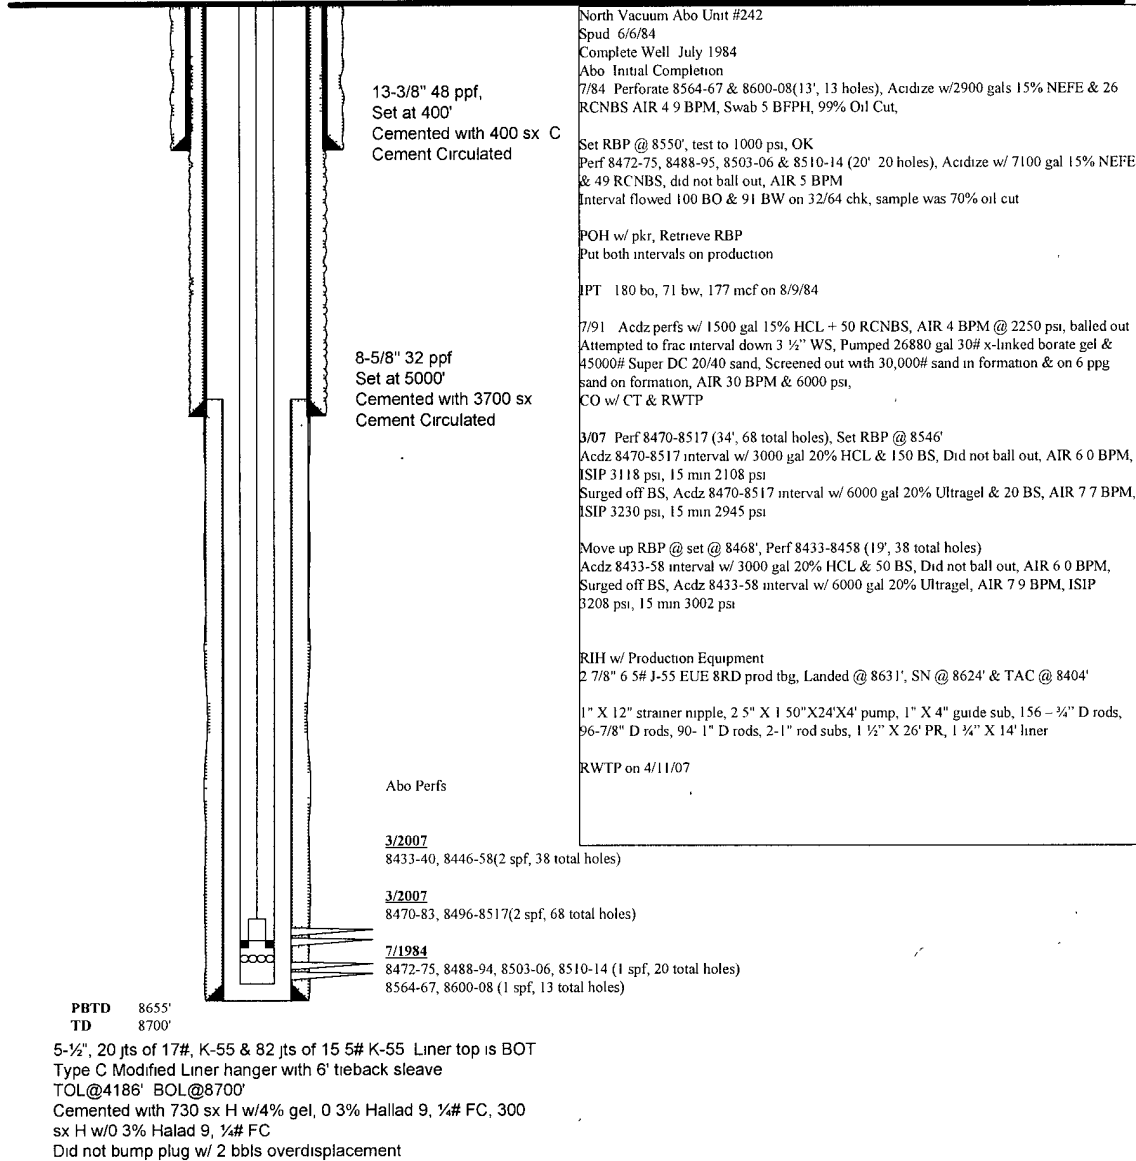 North Vacuum Abo Unit #242
Spud 6/6/84
Complete Well July 1984
Abo Initial Completion
7/84 Perforate 8564-67 & 8600-08(13', 13 holes), Acidize w/2900 gals 15% NEFE & 26
RCNBS AIR 4 9 BPM, Swab 5 BFPH, 99% Oil Cut,
Set RBP @ 8550', test to 1000 psi, OK
Perf 8472-75, 8488-95, 8503-06 & 8510-14 (20' 20 holes), Acidize w/ 7100 gal 15% NEFE
& 49 RCNBS, did not ball out, AIR 5 BPM
Interval flowed 100 BO & 91 BW on 32/64 chk, sample was 70% oil cut
POH w/ pkr, Retrieve RBP
Put both intervals on production
IPT 180 bo, 71 bw, 177 mcf on 8/9/84
7/91 Acdz perfs w/ 1500 gal 15% HCL + 50 RCNBS, AIR 4 BPM @ 2250 psi, balled out
Attempted to frac interval down 3 ½" WS, Pumped 26880 gal 30# x-linked borate gel &
45000# Super DC 20/40 sand, Screened out with 30,000# sand in formation & on 6 ppg
sand on formation, AIR 30 BPM & 6000 psi,
CO w/ CT & RWTP
3/07 Perf 8470-8517 (34', 68 total holes), Set RBP @ 8546'
Acdz 8470-8517 interval w/ 3000 gal 20% HCL & 150 BS, Did not ball out, AIR 6 0 BPM,
ISIP 3118 psi, 15 min 2108 psi
Surged off BS, Acdz 8470-8517 interval w/ 6000 gal 20% Ultragel & 20 BS, AIR 7 7 BPM,
ISIP 3230 psi, 15 min 2945 psi
Move up RBP @ set @ 8468', Perf 8433-8458 (19', 38 total holes)
Acdz 8433-58 interval w/ 3000 gal 20% HCL & 50 BS, Did not ball out, AIR 6 0 BPM,
Surged off BS, Acdz 8433-58 interval w/ 6000 gal 20% Ultragel, AIR 7 9 BPM, ISIP
3208 psi, 15 min 3002 psi
RIH w/ Production Equipment
2 7/8" 6 5# J-55 EUE 8RD prod tbg, Landed @ 8631', SN @ 8624' & TAC @ 8404'
1" X 12" strainer nipple, 2 5" X 1 50"X24'X4' pump, 1" X 4" guide sub, 156 – ¾" D rods,
96-7/8" D rods, 90- 1" D rods, 2-1" rod subs, 1 ½" X 26' PR, 1 ¾" X 14' liner
RWTP on 4/11/07
13-3/8" 48 ppf,
Set at 400'
Cemented with 400 sx C
Cement Circulated
8-5/8" 32 ppf
Set at 5000'
Cemented with 3700 sx
Cement Circulated
Abo Perfs
3/2007
8433-40, 8446-58(2 spf, 38 total holes)
3/2007
8470-83, 8496-8517(2 spf, 68 total holes)
7/1984
8472-75, 8488-94, 8503-06, 8510-14 (1 spf, 20 total holes)
8564-67, 8600-08 (1 spf, 13 total holes)
PBTD 8655'
TD 8700'
5-½", 20 jts of 17#, K-55 & 82 jts of 15 5# K-55 Liner top is BOT
Type C Modified Liner hanger with 6' tieback sleave
TOL@4186' BOL@8700'
Cemented with 730 sx H w/4% gel, 0 3% Hallad 9, ¼# FC, 300
sx H w/0 3% Halad 9, ¼# FC
Did not bump plug w/ 2 bbls overdisplacement